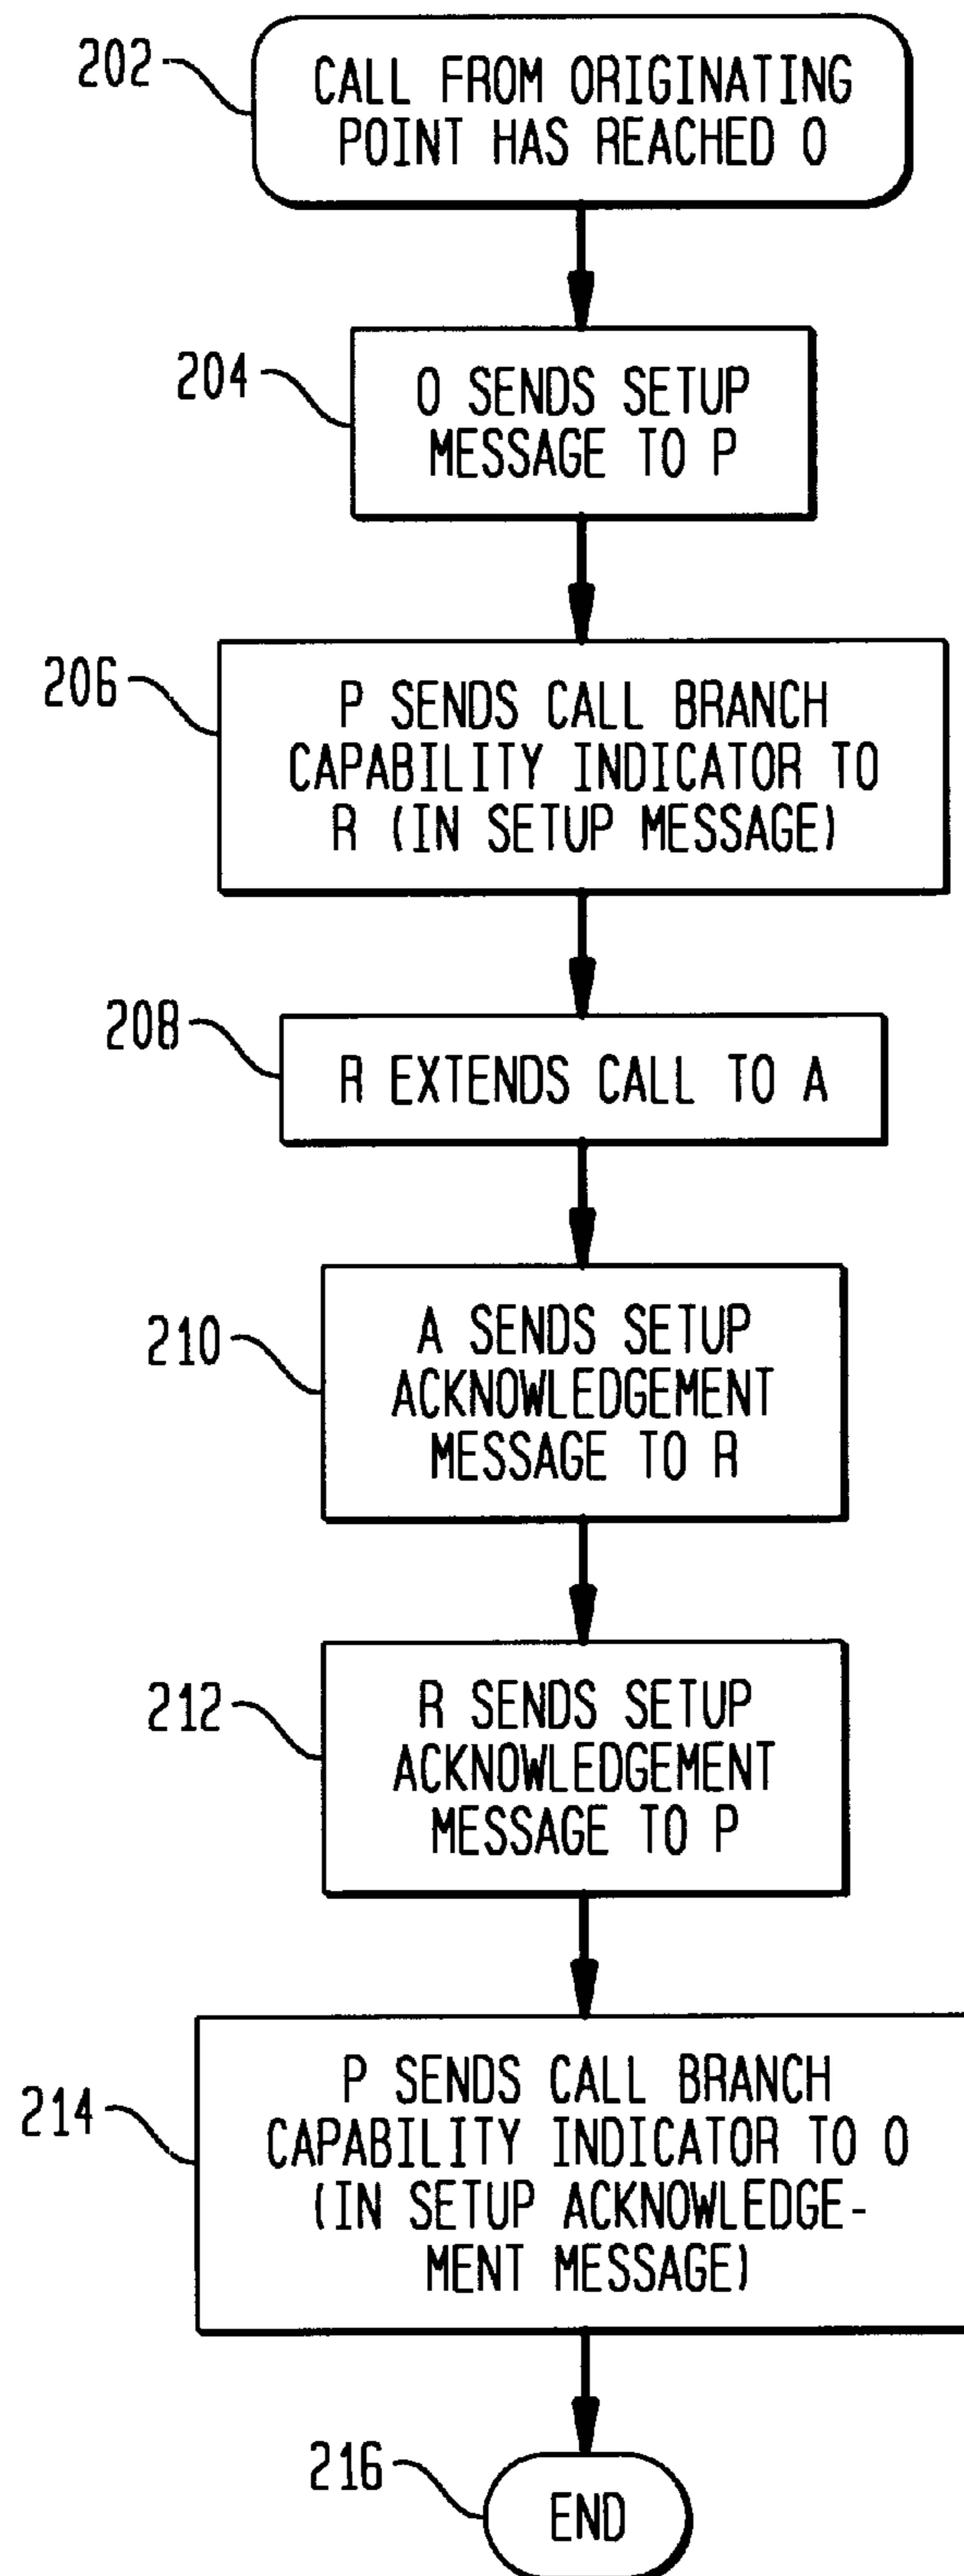 202
CALL FROM ORIGINATING
POINT HAS REACHED O
204
O SENDS SETUP
MESSAGE TO P
206
P SENDS CALL BRANCH
CAPABILITY INDICATOR TO
R (IN SETUP MESSAGE)
208
R EXTENDS CALL TO A
210
A SENDS SETUP
ACKNOWLEDGEMENT
MESSAGE TO R
212
R SENDS SETUP
ACKNOWLEDGEMENT
MESSAGE TO P
214
P SENDS CALL BRANCH
CAPABILITY INDICATOR TO O
(IN SETUP ACKNOWLEDGE-
MENT MESSAGE)
216
END